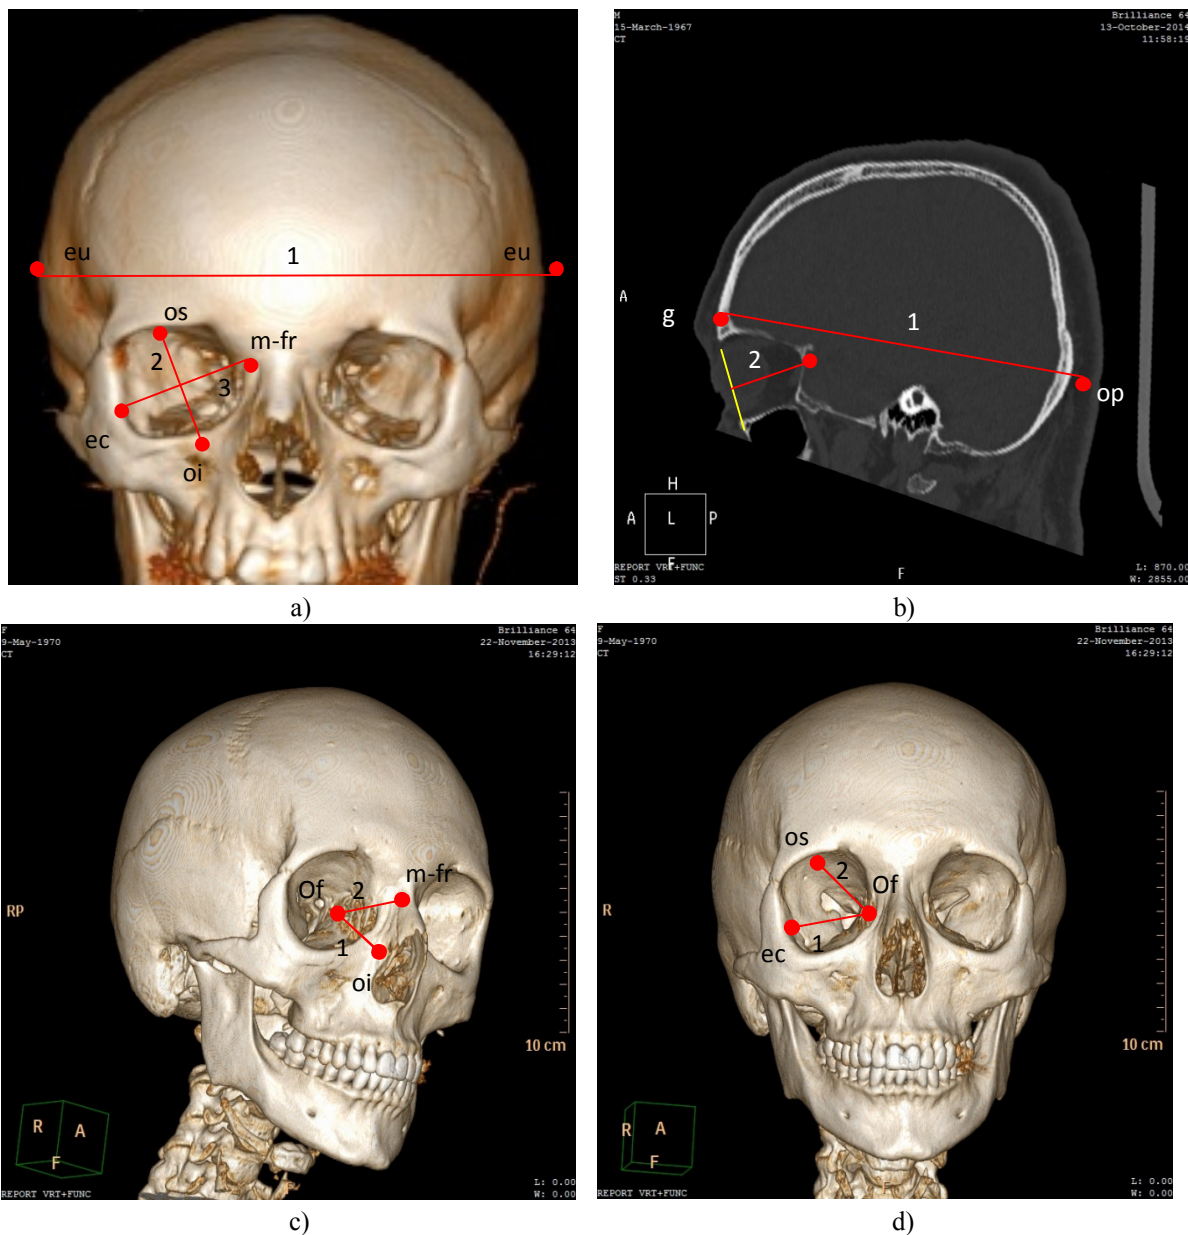 eu
1
eu
os
m-fr
2
3
ec
oi
a)
M
15-March-1967
CT
Brilliance 64
13-October-2014
11:58:19
A
g
1
2
op
H
A
L
P
F
REPORT VRT+FUNC
ST 0.33
F
L: 870.00
W: 2855.00
b)
F
9-May-1970
CT
Brilliance 64
22-November-2013
16:29:12
RP
Of
2
m-fr
1
oi
10 cm
R
A
F
REPORT VRT+FUNC
L: 0.00
W: 0.00
c)
F
9-May-1970
CT
Brilliance 64
22-November-2013
16:29:12
R
os
2
Of
ec
1
10 cm
R
A
F
REPORT VRT+FUNC
L: 0.00
W: 0.00
d)